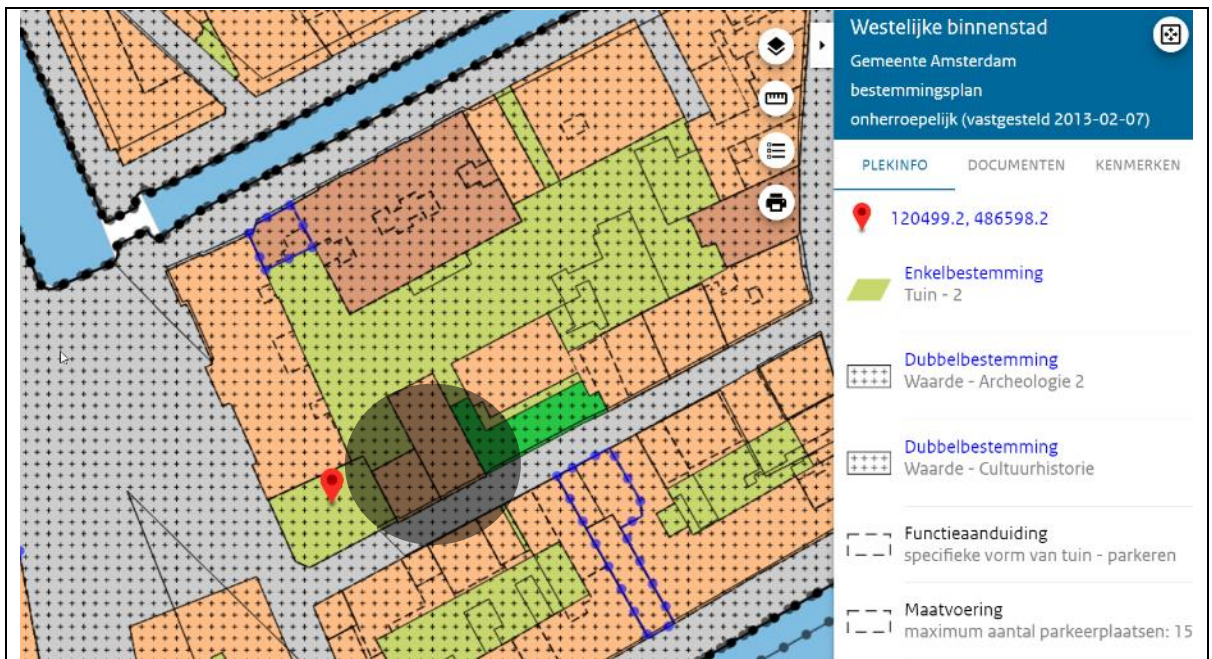 Westelijke binnenstad
Gemeente Amsterdam
bestemmingsplan
onherroepelijk (vastgesteld 2013-02-07)
PLEKINFO DOCUMENTEN KENMERKEN
120499.2, 486598.2
Enkelbestemming
Tuin - 2
Dubbelbestemming
Waarde - Archeologie 2
Dubbelbestemming
Waarde - Cultuurhistorie
Functieaanduiding
specifieke vorm van tuin - parkeren
Maatvoering
maximum aantal parkeerplaatsen: 15